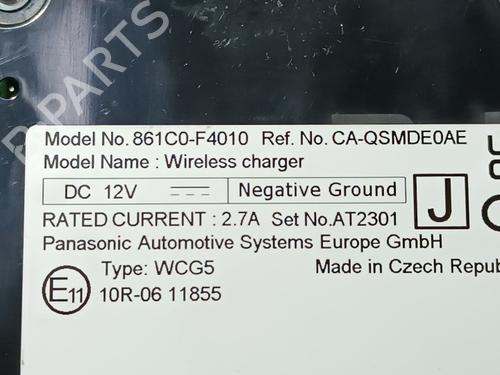 B PARTS
Model No. 861C0-F4010 Ref. No. CA-QSMDE0AE
Model Name : Wireless charger
DC 12V Negative Ground
J
RATED CURRENT : 2.7A Set No.AT2301
Panasonic Automotive Systems Europe GmbH
Type: WCG5 Made in Czech Repub
E11 10R-06 11855